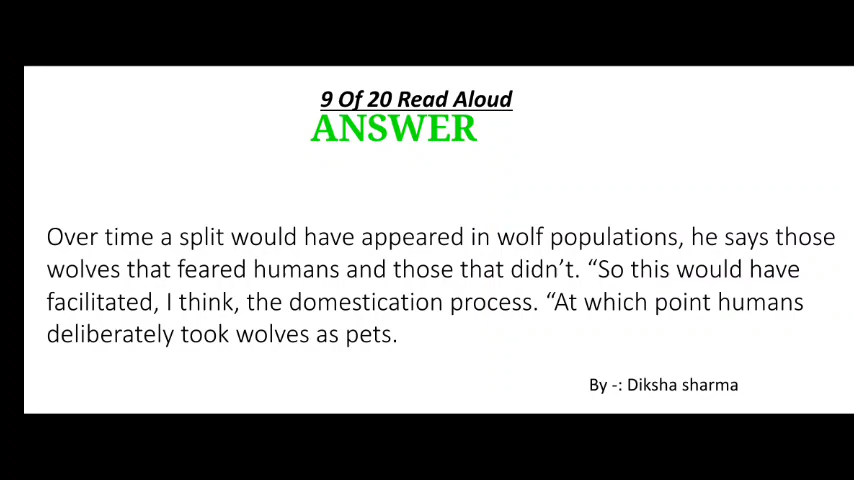 9 Of 20 Read Aloud
ANSWER
Over time a split would have appeared in wolf populations, he says those
wolves that feared humans and those that didn’t. “So this would have
facilitated, I think, the domestication process. “At which point humans
deliberately took wolves as pets.
By -: Diksha sharma